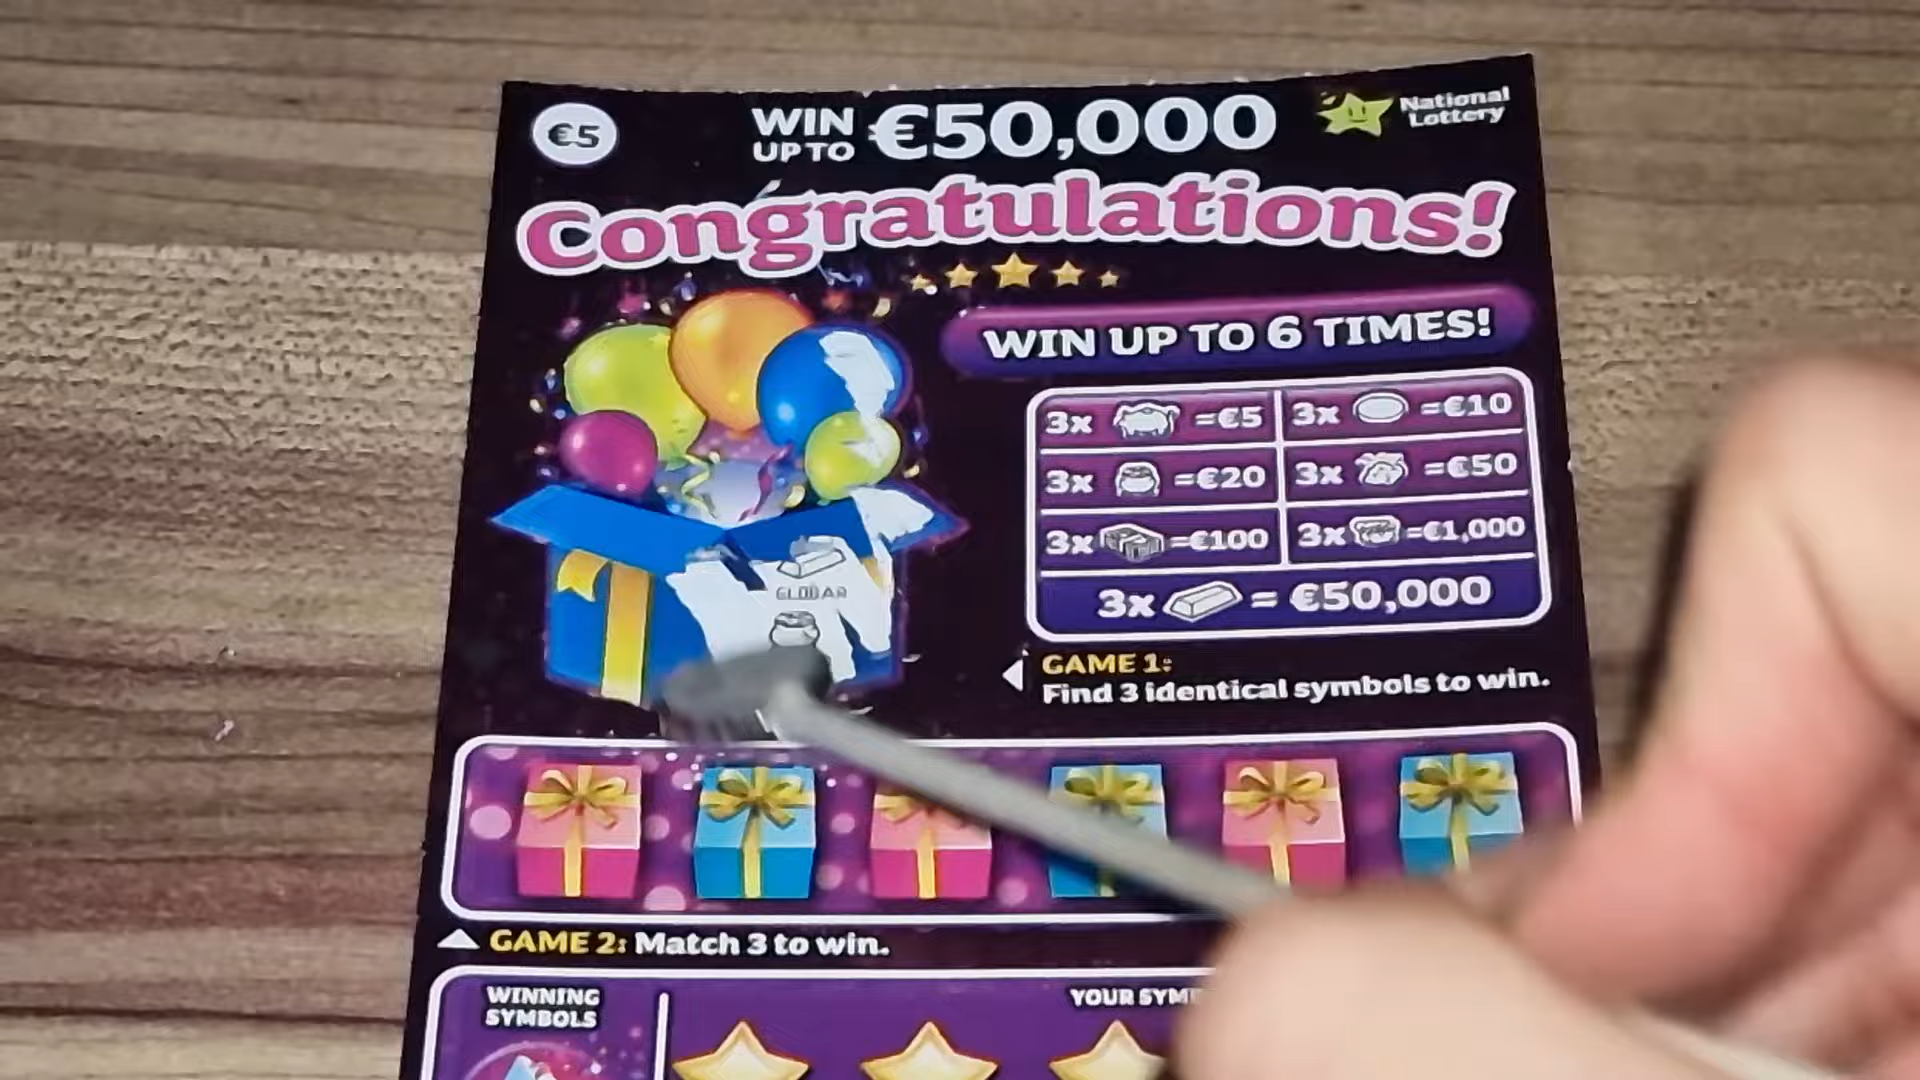 €5
WIN UP TO €50,000
National Lottery
Congratulations!
WIN UP TO 6 TIMES!
3x =€5
3x =€10
3x =€20
3x =€50
3x =€100
3x =€1,000
3x = €50,000
GLDBAR
GAME 1:
Find 3 identical symbols to win.
GAME 2: Match 3 to win.
WINNING
SYMBOLS
YOUR